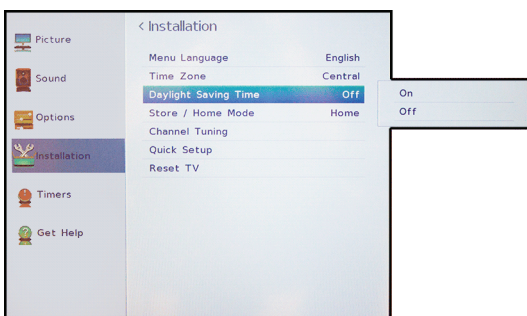 Picture
Sound
Options
Installation
Timers
Get Help
< Installation
Menu Language English
Time Zone Central
Daylight Saving Time Off
Store / Home Mode Home
Channel Tuning
Quick Setup
Reset TV
On
Off